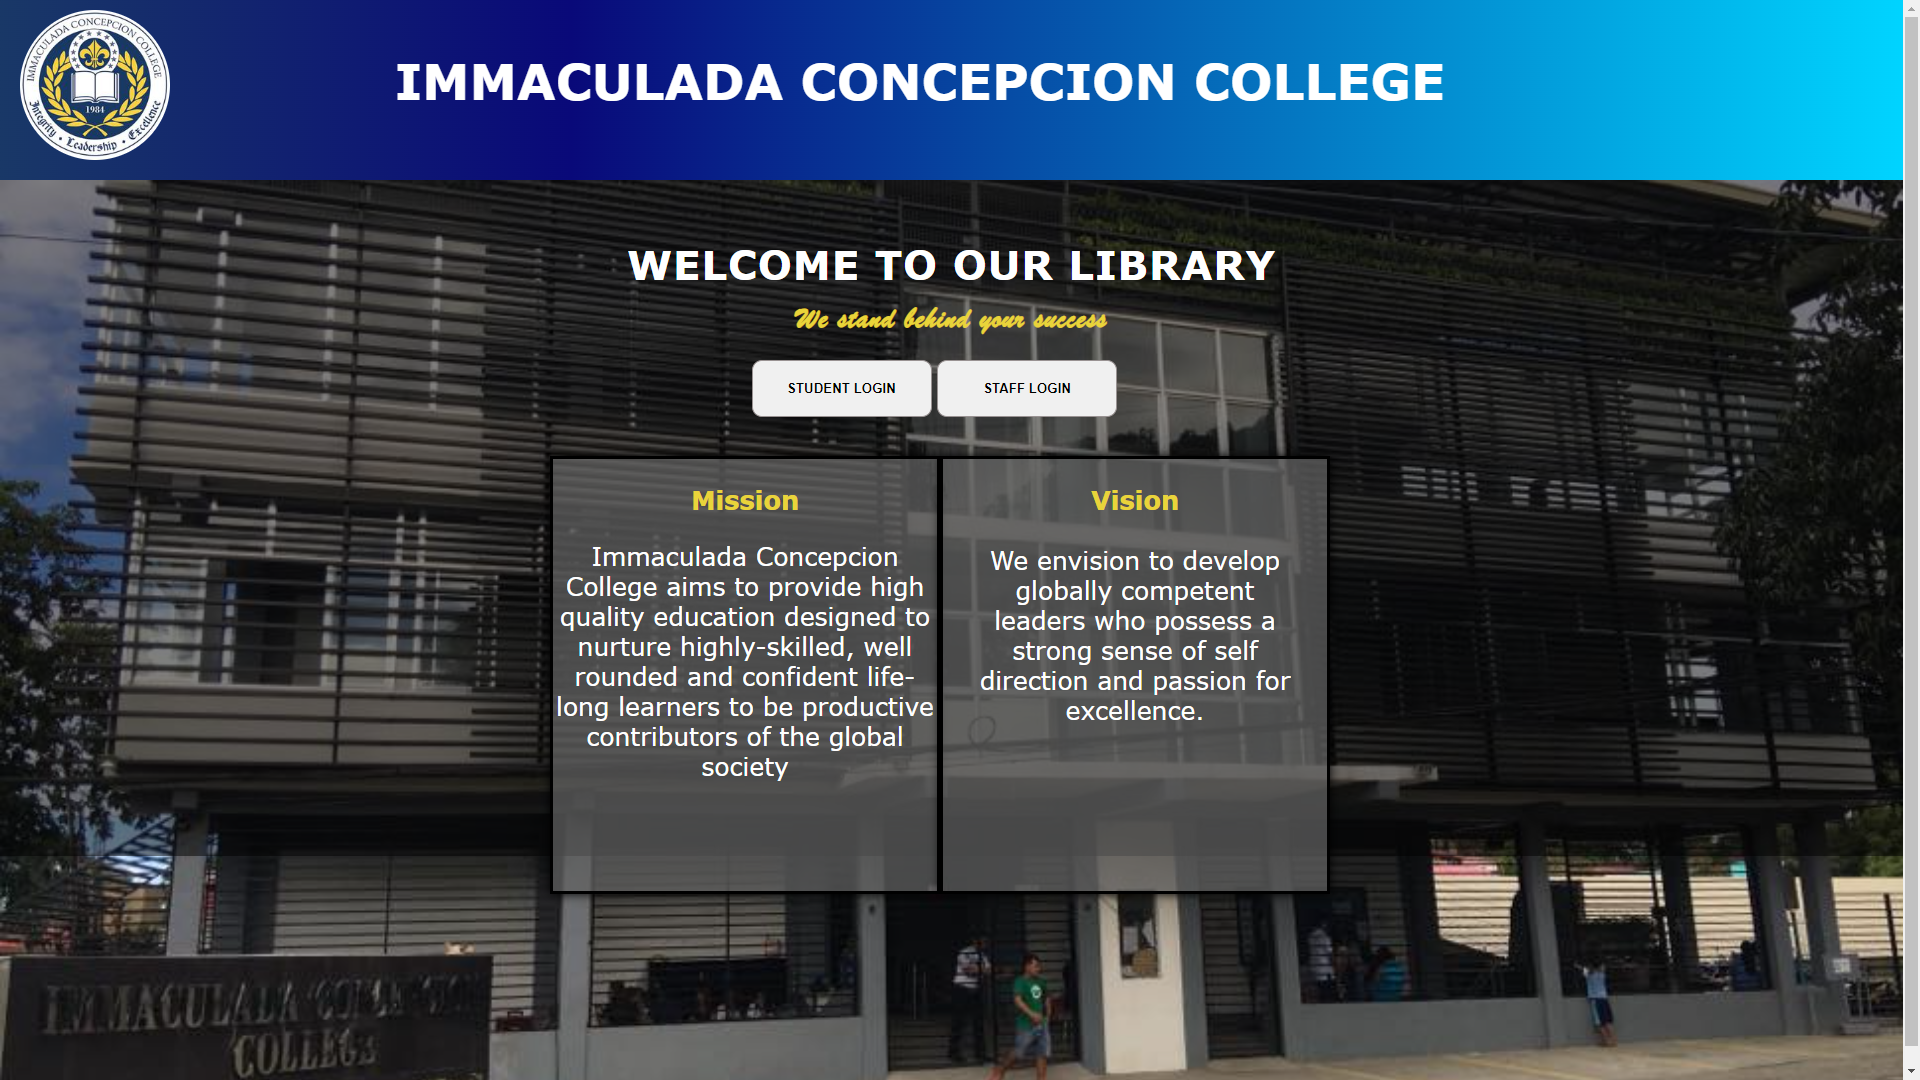 IMMACULADA CONCEPCION COLLEGE
1984
Integrity • Leadership • Excellence
IMMACULADA CONCEPCION COLLEGE
WELCOME TO OUR LIBRARY
We stand behind your success
STUDENT LOGIN
STAFF LOGIN
Mission
Immaculada Concepcion
College aims to provide high
quality education designed to
nurture highly-skilled, well
rounded and confident life-
long learners to be productive
contributors of the global
society
Vision
We envision to develop
globally competent
leaders who possess a
strong sense of self
direction and passion for
excellence.
IMMACULADA CONCEPCION
COLLEGE